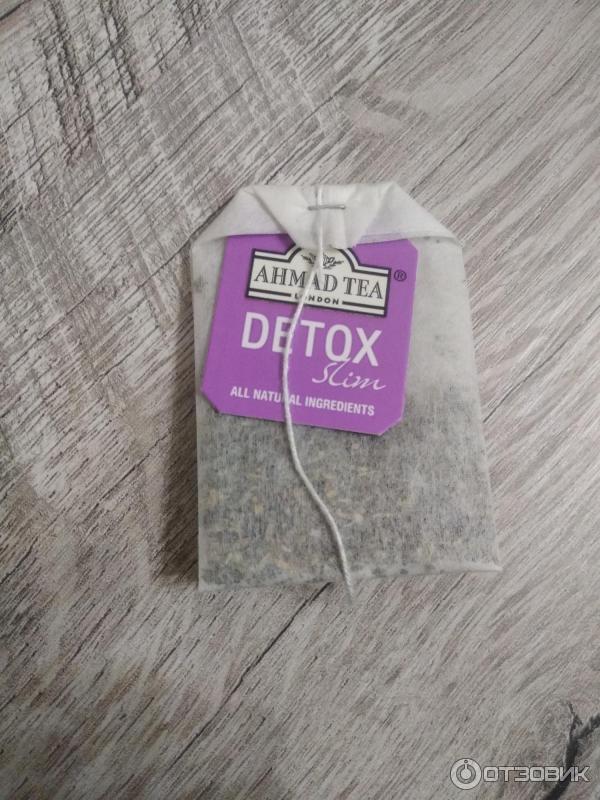 AHMAD TEA ®
LONDON
DETOX
Slim
ALL NATURAL INGREDIENTS
ОТЗОВИК